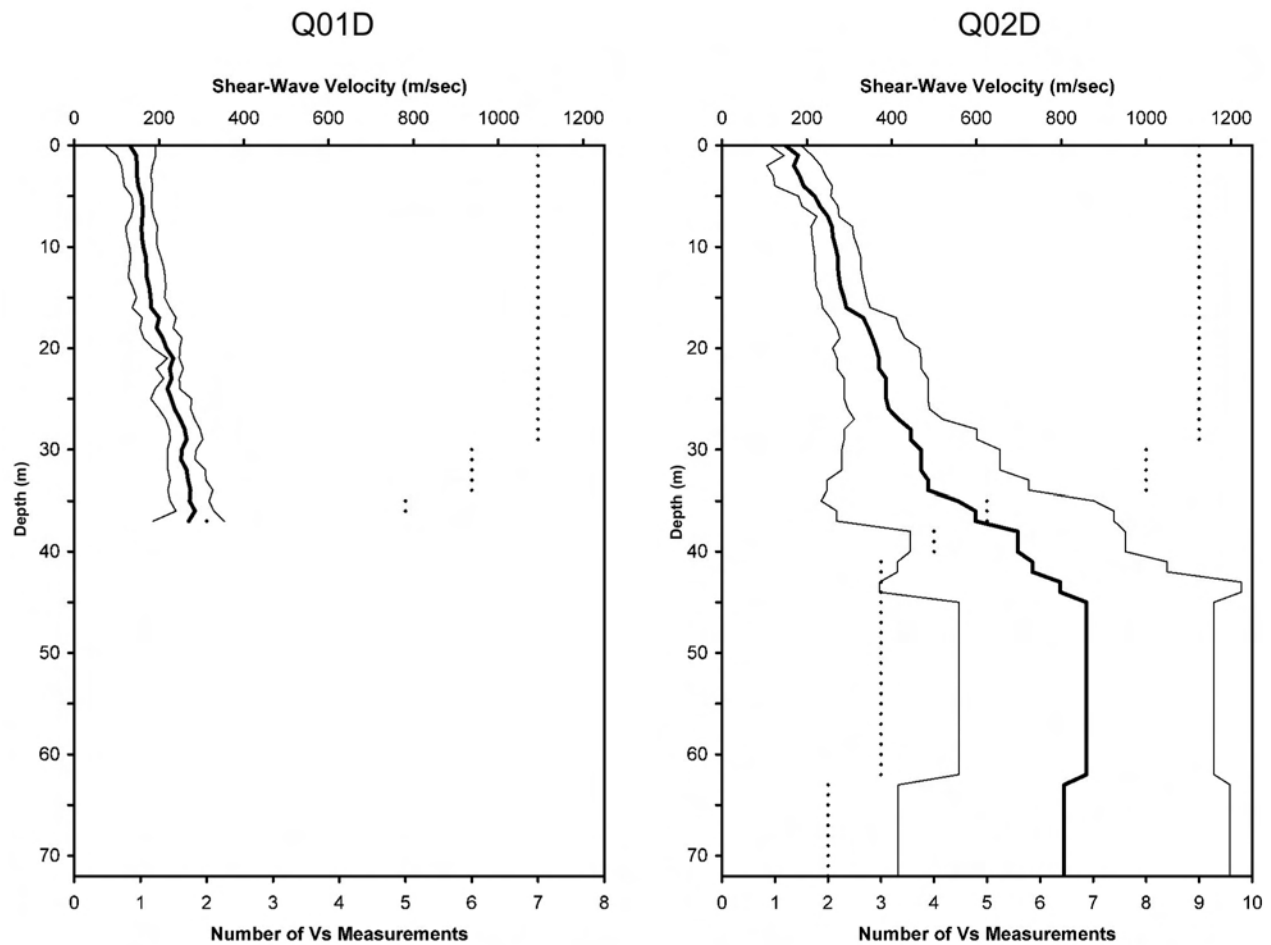 Q01D
Shear-Wave Velocity (m/sec)
0 200 400 600 800 1000 1200
0
10
20
30
40
50
60
70
Depth (m)
0 1 2 3 4 5 6 7 8
Number of Vs Measurements
Q02D
Shear-Wave Velocity (m/sec)
0 200 400 600 800 1000 1200
0
10
20
30
40
50
60
70
Depth (m)
0 1 2 3 4 5 6 7 8 9 10
Number of Vs Measurements